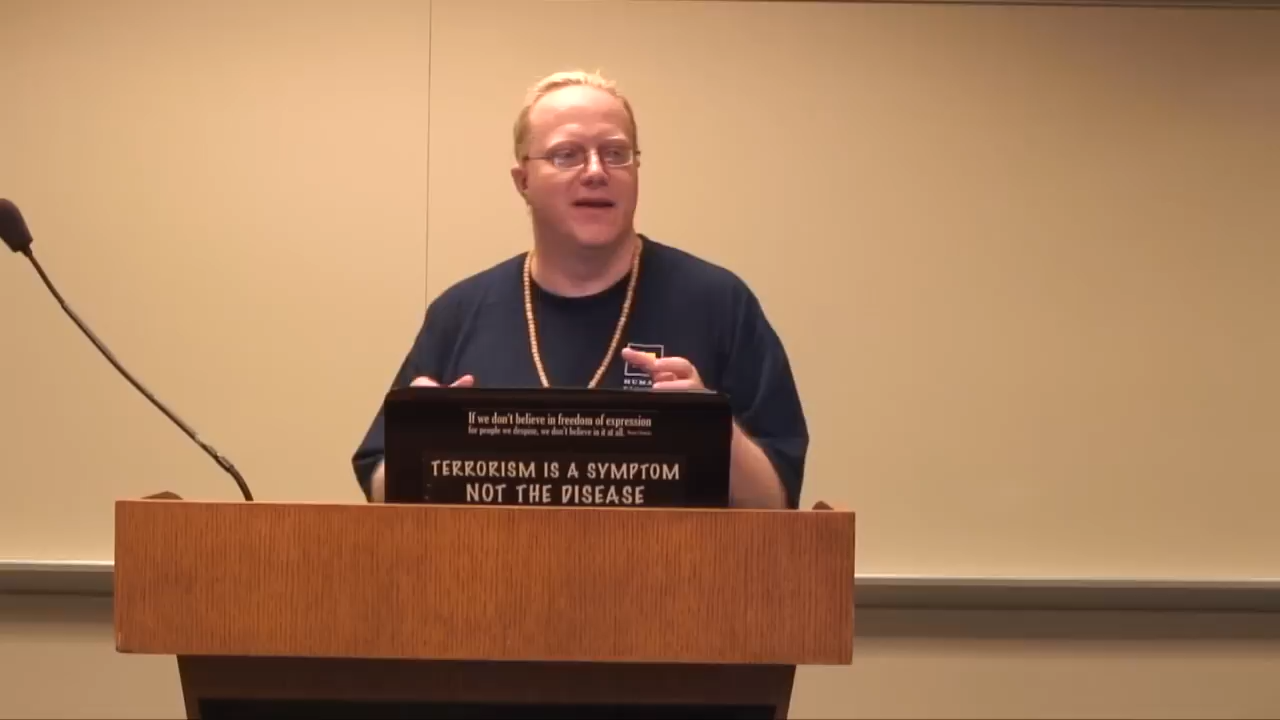 HUMA
If we don't believe in freedom of expression
for people we despise, we don't believe in it at all.
TERRORISM IS A SYMPTOM
NOT THE DISEASE